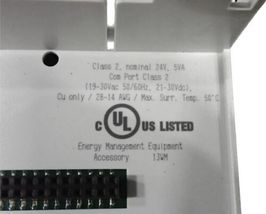 Class 2, nominal 24V, 5VA
Com Port Class 2
(19-30Vac 50/60Hz, 21-30Vdc),
Cu only / 28-14 AWG / Max. Surr. Temp. 50°C
C UL US LISTED
Energy Management Equipment
Accessory 13WM